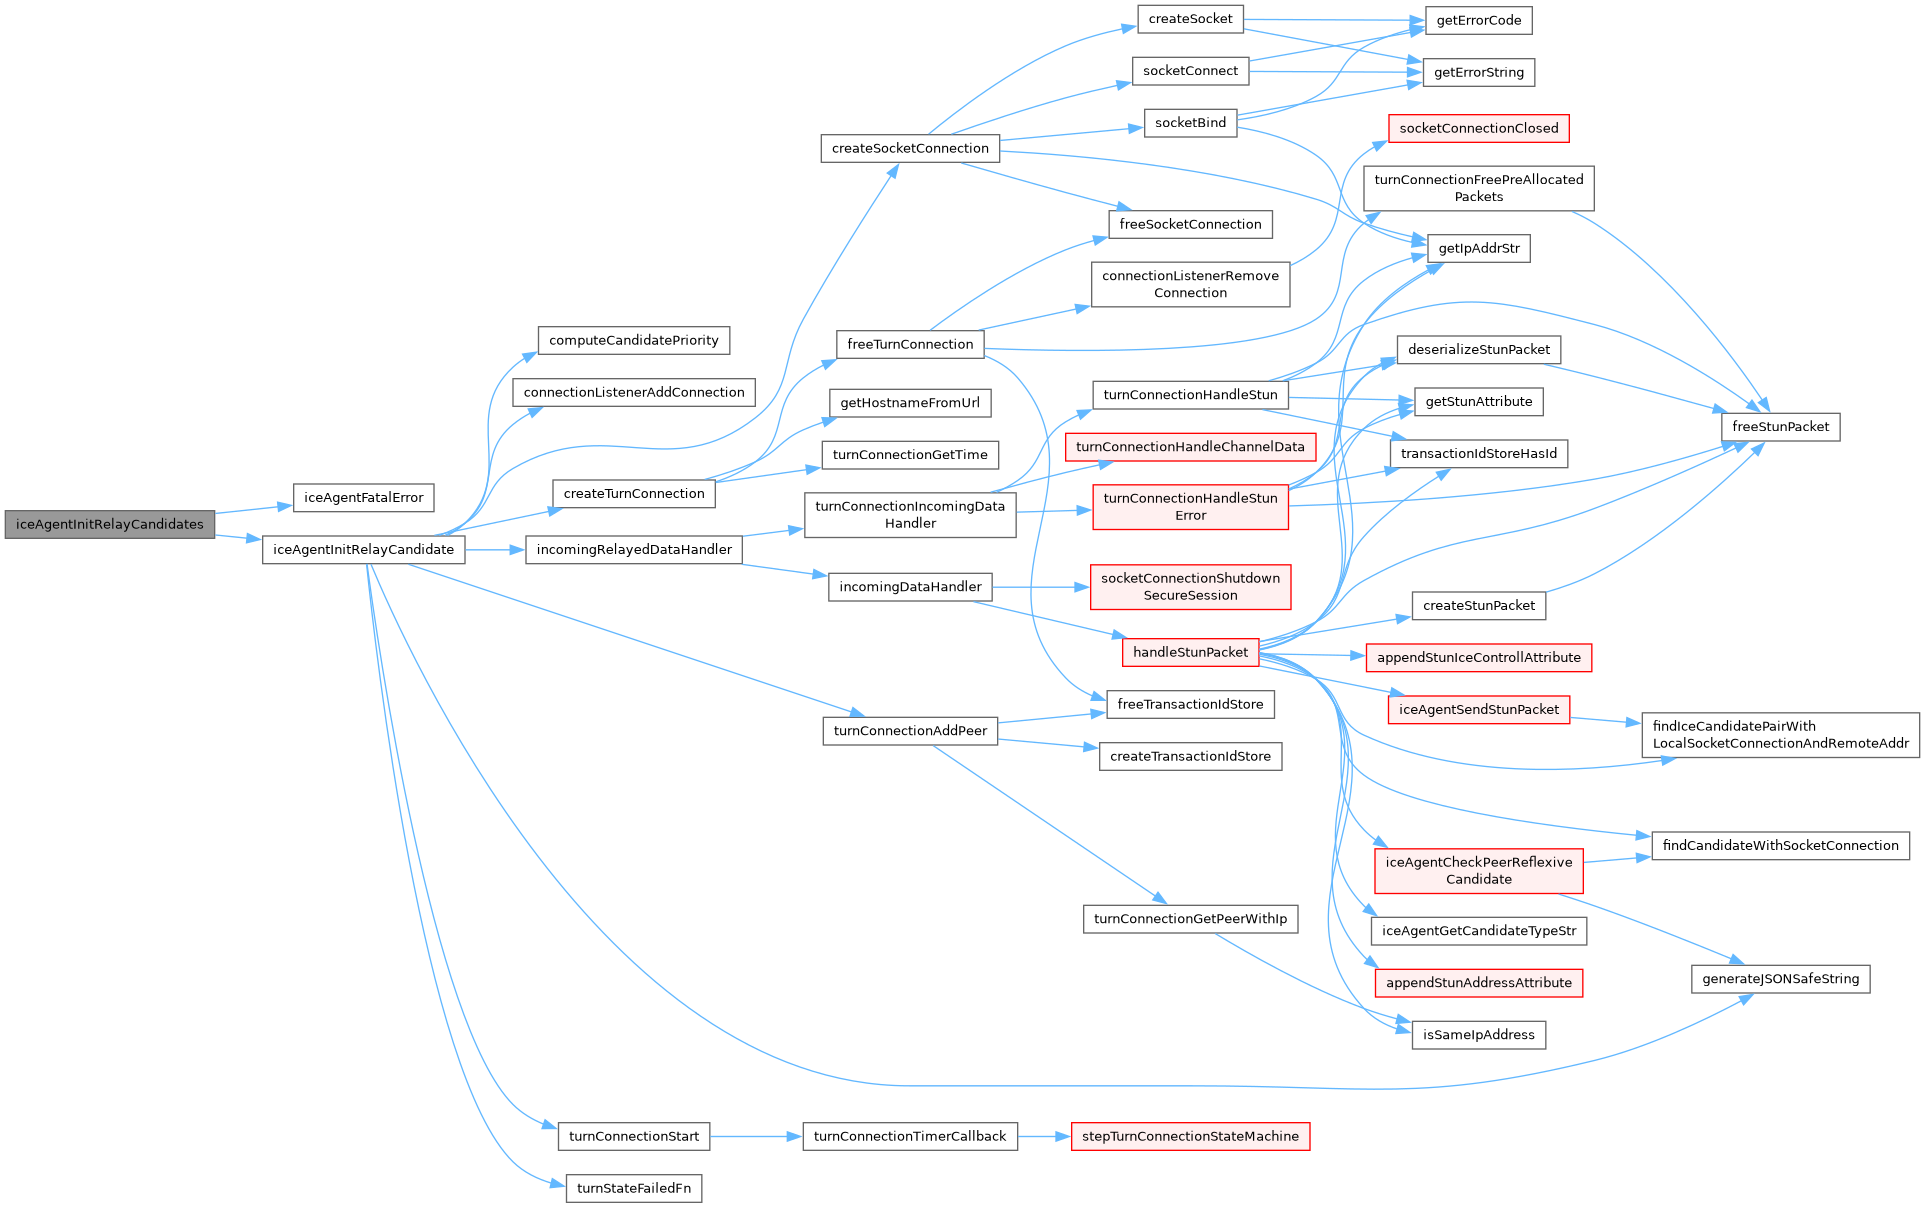 iceAgentInitRelayCandidates
iceAgentFatalError
iceAgentInitRelayCandidate
computeCandidatePriority
connectionListenerAddConnection
createTurnConnection
incomingRelayedDataHandler
turnConnectionStart
turnStateFailedFn
createSocketConnection
freeTurnConnection
getHostnameFromUrl
turnConnectionGetTime
turnConnectionIncomingData
Handler
incomingDataHandler
turnConnectionAddPeer
turnConnectionTimerCallback
createSocket
socketConnect
socketBind
freeSocketConnection
connectionListenerRemove
Connection
turnConnectionHandleStun
turnConnectionHandleChannelData
turnConnectionHandleStun
Error
socketConnectionShutdown
SecureSession
handleStunPacket
freeTransactionIdStore
createTransactionIdStore
turnConnectionGetPeerWithIp
stepTurnConnectionStateMachine
getErrorCode
getErrorString
socketConnectionClosed
turnConnectionFreePreAllocated
Packets
getIpAddrStr
deserializeStunPacket
getStunAttribute
transactionIdStoreHasId
createStunPacket
appendStunIceControllAttribute
iceAgentSendStunPacket
iceAgentCheckPeerReflexive
Candidate
iceAgentGetCandidateTypeStr
appendStunAddressAttribute
isSameIpAddress
freeStunPacket
findIceCandidatePairWith
LocalSocketConnectionAndRemoteAddr
findCandidateWithSocketConnection
generateJSONSafeString